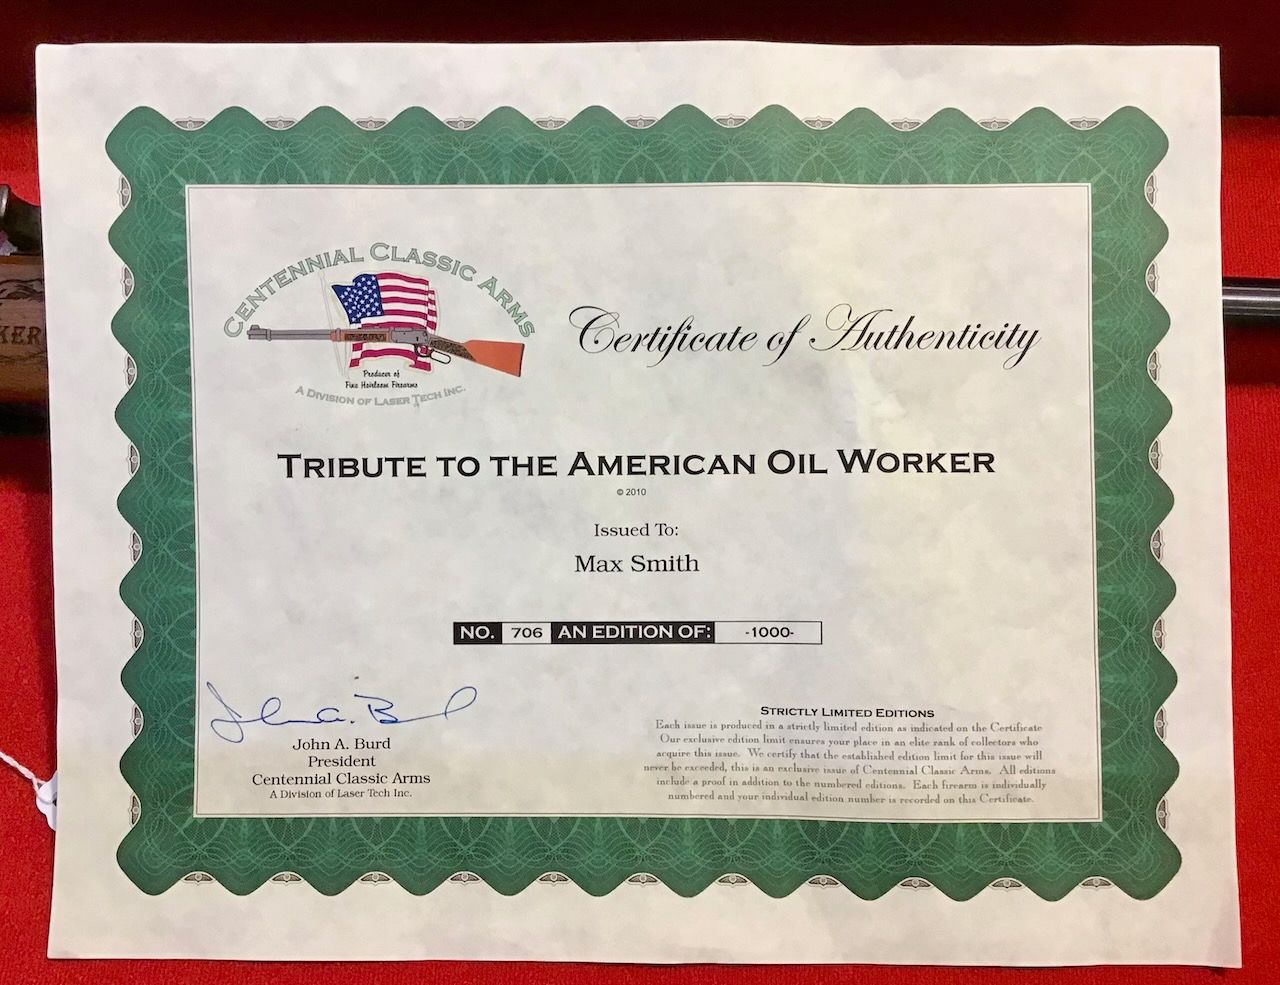 CENTENNIAL CLASSIC ARMS
Producer of
Fine Heirloom Firearms
A DIVISION OF LASER TECH INC.
Certificate of Authenticity
TRIBUTE TO THE AMERICAN OIL WORKER
© 2010
Issued To:
Max Smith
NO. 706 AN EDITION OF: -1000-
John A. Burd
John A. Burd
President
Centennial Classic Arms
A Division of Laser Tech Inc.
STRICTLY LIMITED EDITIONS
Each issue is produced in a strictly limited edition as indicated on the Certificate
Our exclusive edition limit ensures your place in an elite rank of collectors who
acquire this issue. We certify that the established edition limit for this issue will
never be exceeded, this is an exclusive issue of Centennial Classic Arms. All editions
include a proof in addition to the numbered editions. Each firearm is individually
numbered and your individual edition number is recorded on this Certificate.